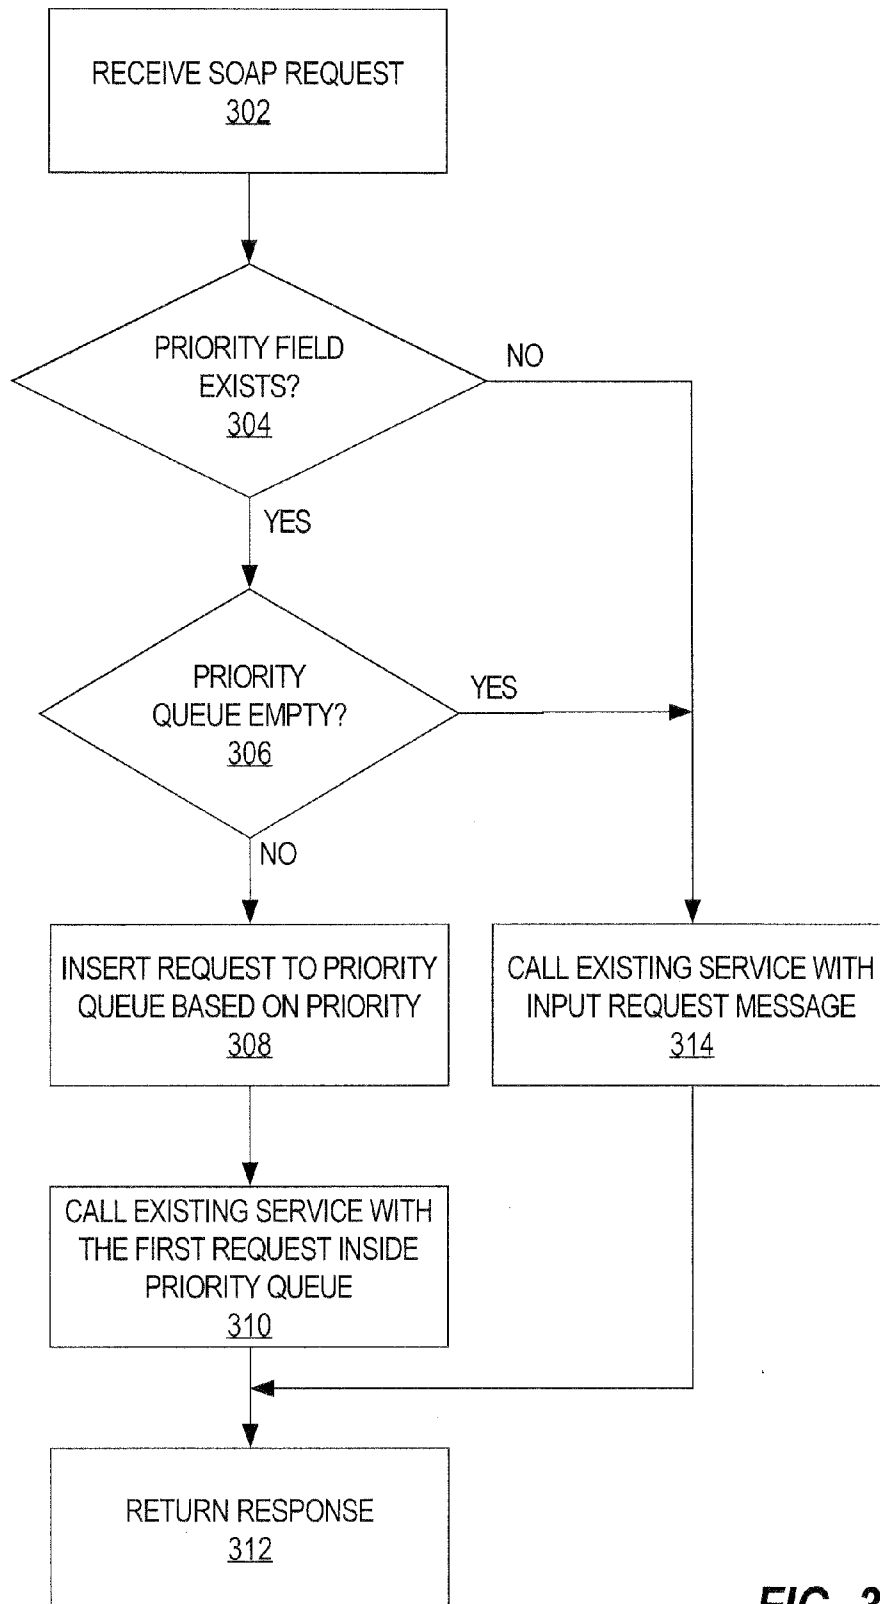 RECEIVE SOAP REQUEST
302
PRIORITY FIELD
EXISTS?
304
NO
YES
PRIORITY
QUEUE EMPTY?
306
YES
NO
INSERT REQUEST TO PRIORITY
QUEUE BASED ON PRIORITY
308
CALL EXISTING SERVICE WITH
INPUT REQUEST MESSAGE
314
CALL EXISTING SERVICE WITH
THE FIRST REQUEST INSIDE
PRIORITY QUEUE
310
RETURN RESPONSE
312
FIG. 3